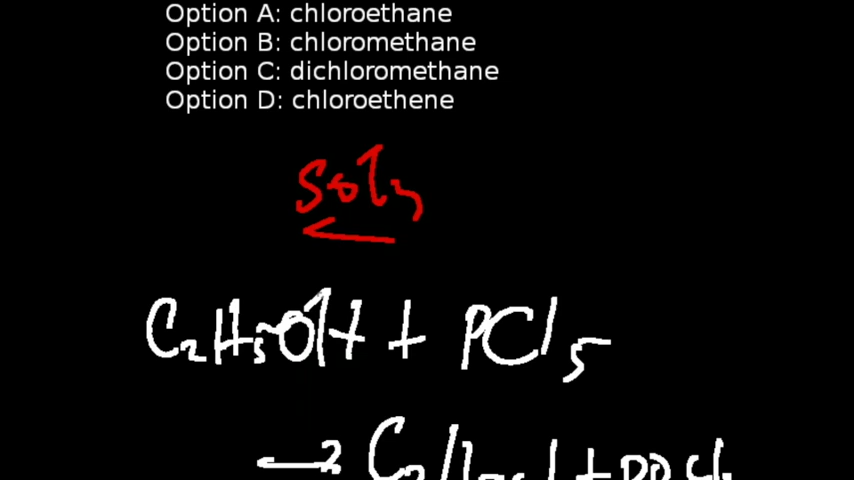 Option A: chloroethane
Option B: chloromethane
Option C: dichloromethane
Option D: chloroethene
Soln
C₂H₅OH + PCl₅